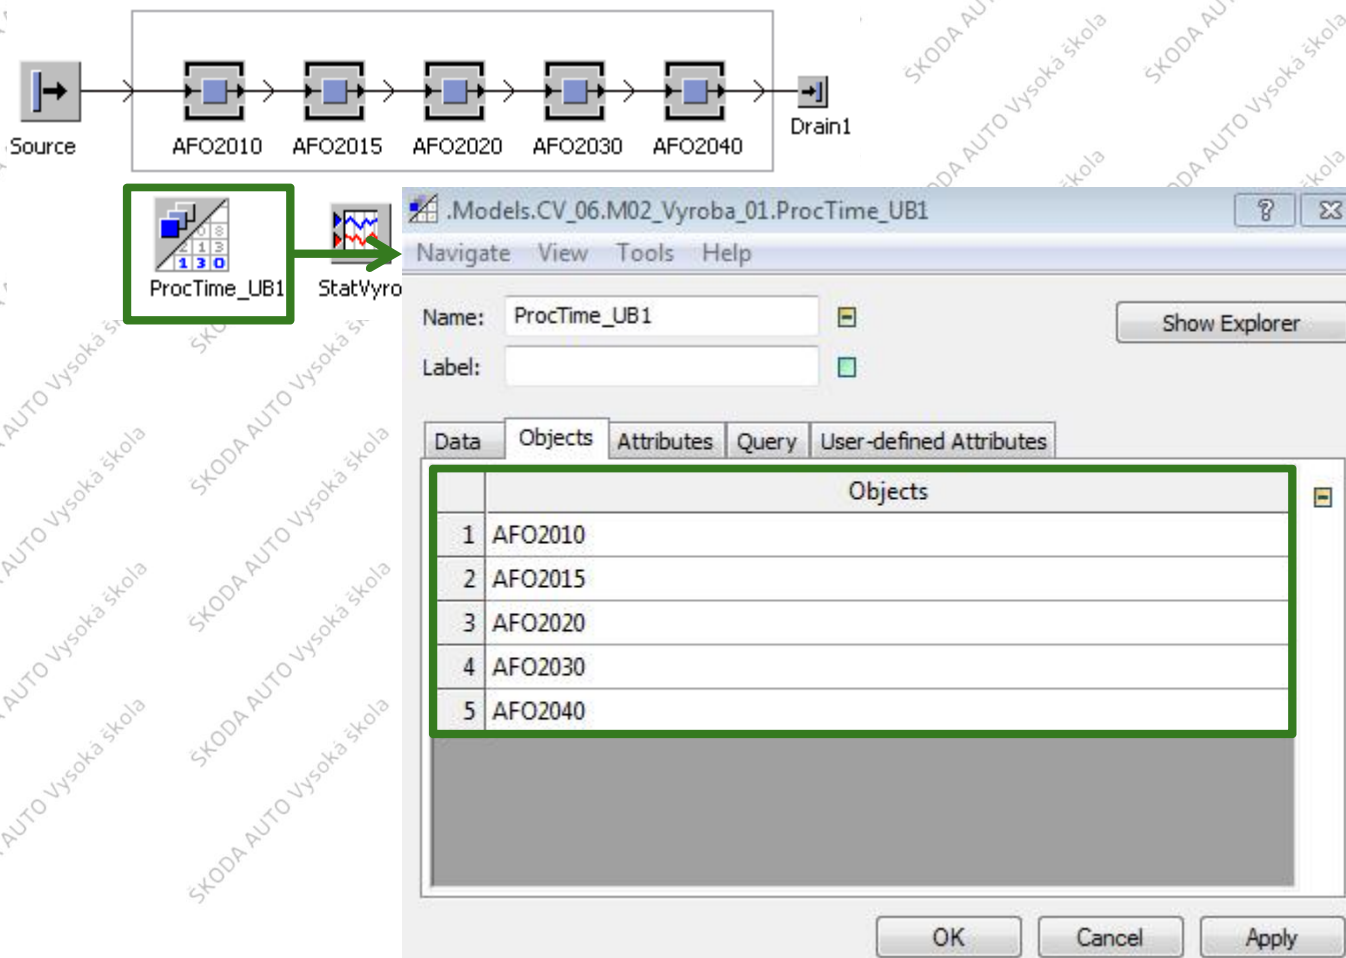 Source
AFO2010
AFO2015
AFO2020
AFO2030
AFO2040
Drain1
ProcTime_UB1
StatVyro
.Models.CV_06.M02_Vyroba_01.ProcTime_UB1
Navigate View Tools Help
Name: ProcTime_UB1
Show Explorer
Label:
Data Objects Attributes Query User-defined Attributes
Objects
1 AFO2010
2 AFO2015
3 AFO2020
4 AFO2030
5 AFO2040
OK Cancel Apply
ŠKODA AUTO Vysoká škola
ŠKODA AUTO Vysoká škola
ŠKODA AUTO Vysoká škola
ŠKODA AUTO Vysoká škola